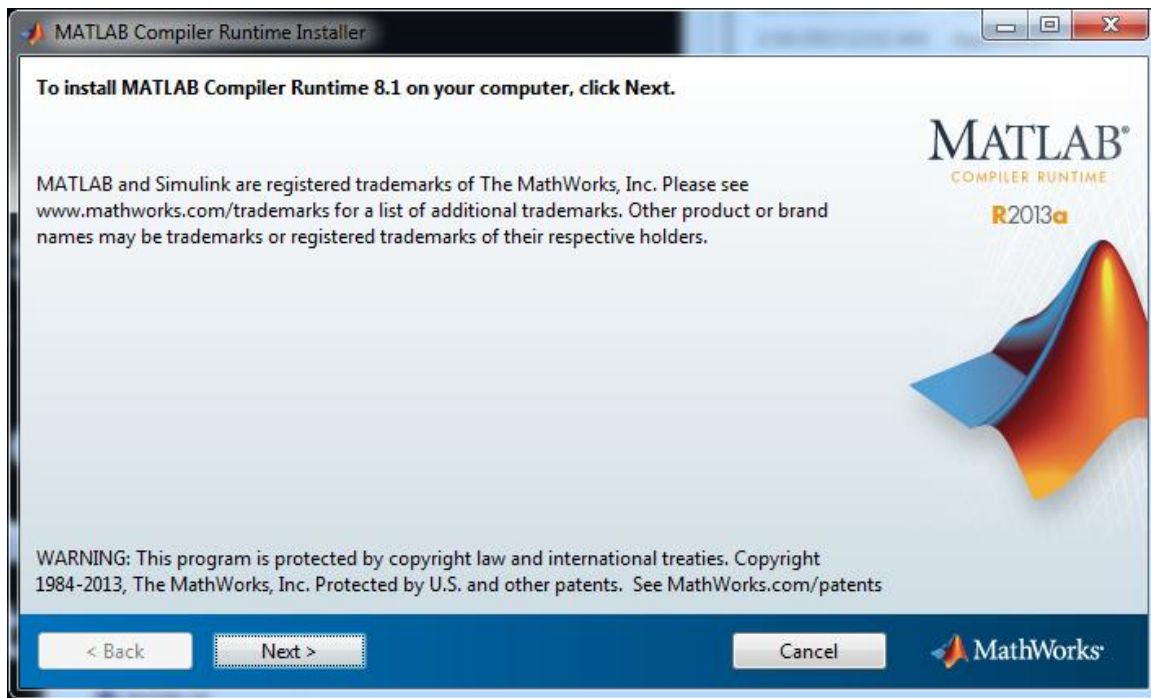 MATLAB Compiler Runtime Installer
To install MATLAB Compiler Runtime 8.1 on your computer, click Next.
MATLAB®
COMPILER RUNTIME
R2013a
MATLAB and Simulink are registered trademarks of The MathWorks, Inc. Please see
www.mathworks.com/trademarks for a list of additional trademarks. Other product or brand
names may be trademarks or registered trademarks of their respective holders.
WARNING: This program is protected by copyright law and international treaties. Copyright
1984-2013, The MathWorks, Inc. Protected by U.S. and other patents. See MathWorks.com/patents
< Back
Next >
Cancel
MathWorks®